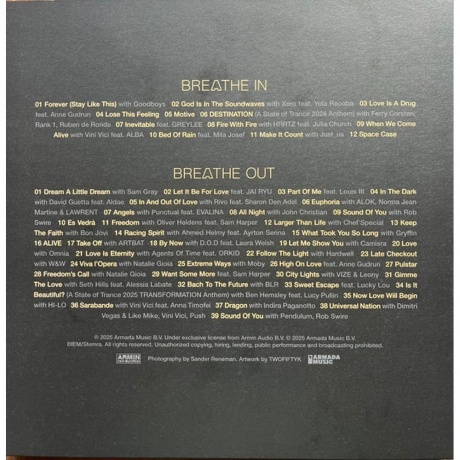 BREATHE IN
01 Forever (Stay Like This) with Goodboys 02 God Is In The Soundwaves with Xoro feat. Yola Recoba 03 Love Is A Drug
feat. Anne Gudrun 04 Lose This Feeling 05 Motive 06 DESTINATION (A State of Trance 2024 Anthem) with Ferry Corsten,
Rank 1, Ruben de Ronde 07 Inevitable feat. GREYLEE 08 Fire With Fire with HRRTZ feat. Julia Church 09 When We Come
Alive with Vini Vici feat. ALBA 10 Bed Of Rain feat. Mila Josef 11 Make It Count with Just_us 12 Space Case
BREATHE OUT
01 Dream A Little Dream with Sam Gray 02 Let It Be For Love feat. JAI RYU 03 Part Of Me feat. Louis III 04 In The Dark
with David Guetta feat. Aldae 05 In And Out Of Love with Rivo feat. Sharon Den Adel 06 Euphoria with ALOK, Norma Jean
Martine & LAWRENT 07 Angels with Punctual feat. EVALINA 08 All Night with John Christian 09 Sound Of You with Rob
Swire 10 Es Vedrà 11 Freedom with Oliver Heldens feat. Sam Harper 12 Larger Than Life with Chef'Special 13 Keep
The Faith with Bon Jovi 14 Racing Spirit with Ahmed Helmy feat. Ayrton Serina 15 What Took You So Long with Gryffin
16 ALIVE 17 Take Off with ARTBAT 18 By Now with D.O.D feat. Laura Welsh 19 Let Me Show You with Camisra 20 Love
with Omnia 21 Love Is Eternity with Agents Of Time feat. ORKID 22 Follow The Light with Hardwell 23 Late Checkout
with W&W 24 Viva l'Opera with Natalie Gioia 25 Extreme Ways with Moby 26 High On Love feat. Anne Gudrun 27 Pulstar
28 Freedom's Call with Natalie Gioia 29 Want Some More feat. Sam Harper 30 City Lights with VIZE & Leony 31 Gimme
The Love with Seth Hills feat. Alessia Labate 32 Bach To The Future with BLR 33 Sweet Escape feat. Lucky Lou 34 Is It
Beautiful? (A State of Trance 2025 TRANSFORMATION Anthem) with Ben Hemsley feat. Lucy Pullin 35 Now Love Will Begin
with HI-LO 36 Sarabande with Vini Vici feat. Anna Timofei 37 Dragon with Indira Paganotto 38 Universal Nation with Dimitri
Vegas & Like Mike, Vini Vici, Push 39 Sound Of You with Pendulum, Rob Swire
℗ 2025 Armada Music B.V. Under exclusive license from Armin Audio B.V. © 2025 Armada Music B.V.
BIEM/Stemra. All rights reserved. Unauthorized copying, hiring, lending, public performance and broadcasting prohibited.
ARMIN Photography by Sander Reneman. Artwork by TWOFIFTYK ARMADA MUSIC